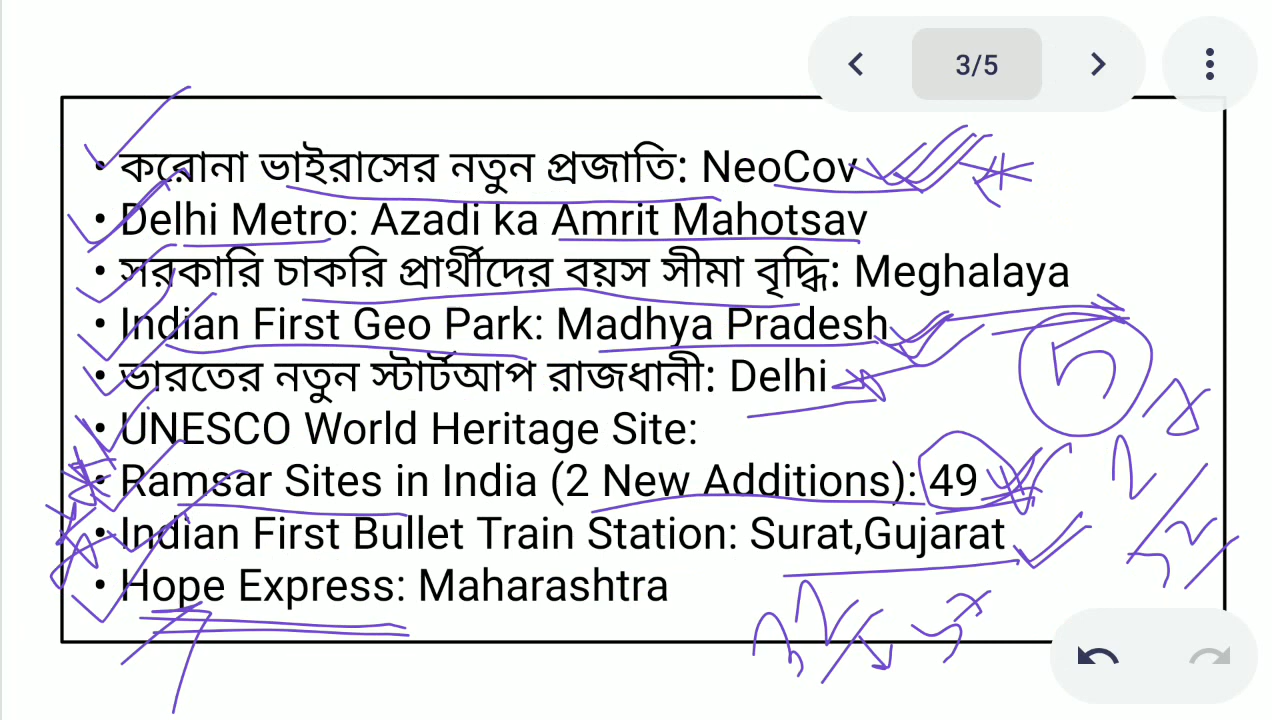 3/5
• করোনা ভাইরাসের নতুন প্রজাতি: NeoCov
• Delhi Metro: Azadi ka Amrit Mahotsav
• সরকারি চাকরি প্রার্থীদের বয়স সীমা বৃদ্ধি: Meghalaya
• Indian First Geo Park: Madhya Pradesh
• ভারতের নতুন স্টার্টআপ রাজধানী: Delhi
• UNESCO World Heritage Site:
• Ramsar Sites in India (2 New Additions): 49
• Indian First Bullet Train Station: Surat,Gujarat
• Hope Express: Maharashtra